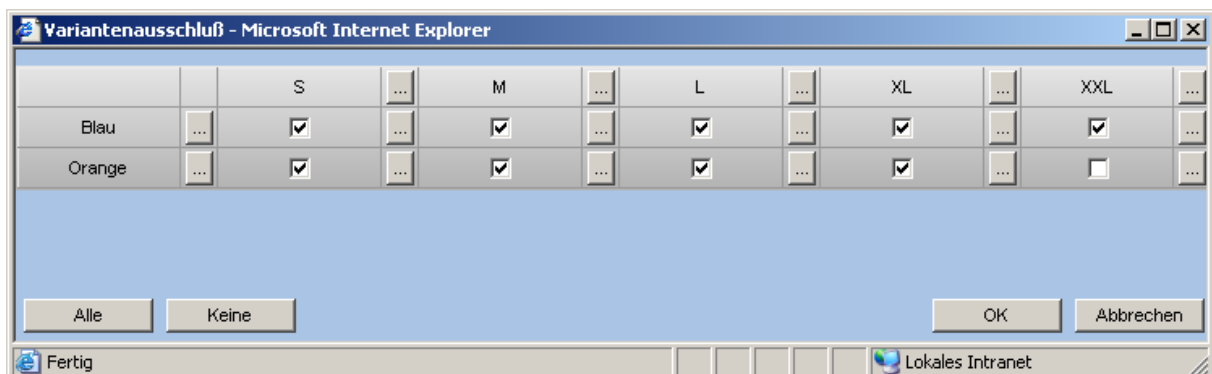 Variantenausschluß - Microsoft Internet Explorer
S ... M ... L ... XL ... XXL ...
Blau ... ... ... ... ... ...
Orange ... ... ... ... ... ...
Alle Keine OK Abbrechen
Fertig Lokales Intranet